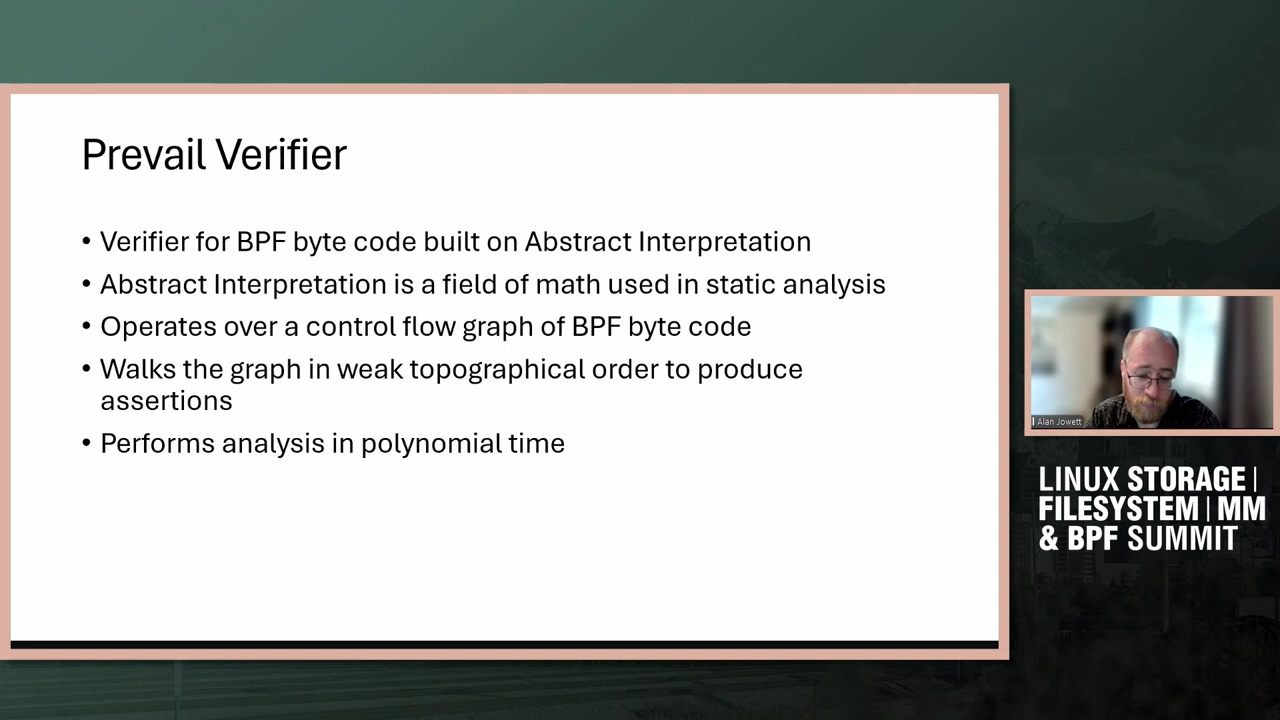 Prevail Verifier
• Verifier for BPF byte code built on Abstract Interpretation
• Abstract Interpretation is a field of math used in static analysis
• Operates over a control flow graph of BPF byte code
• Walks the graph in weak topographical order to produce
assertions
• Performs analysis in polynomial time
Alan Jowett
LINUX STORAGE |
FILESYSTEM | MM
& BPF SUMMIT